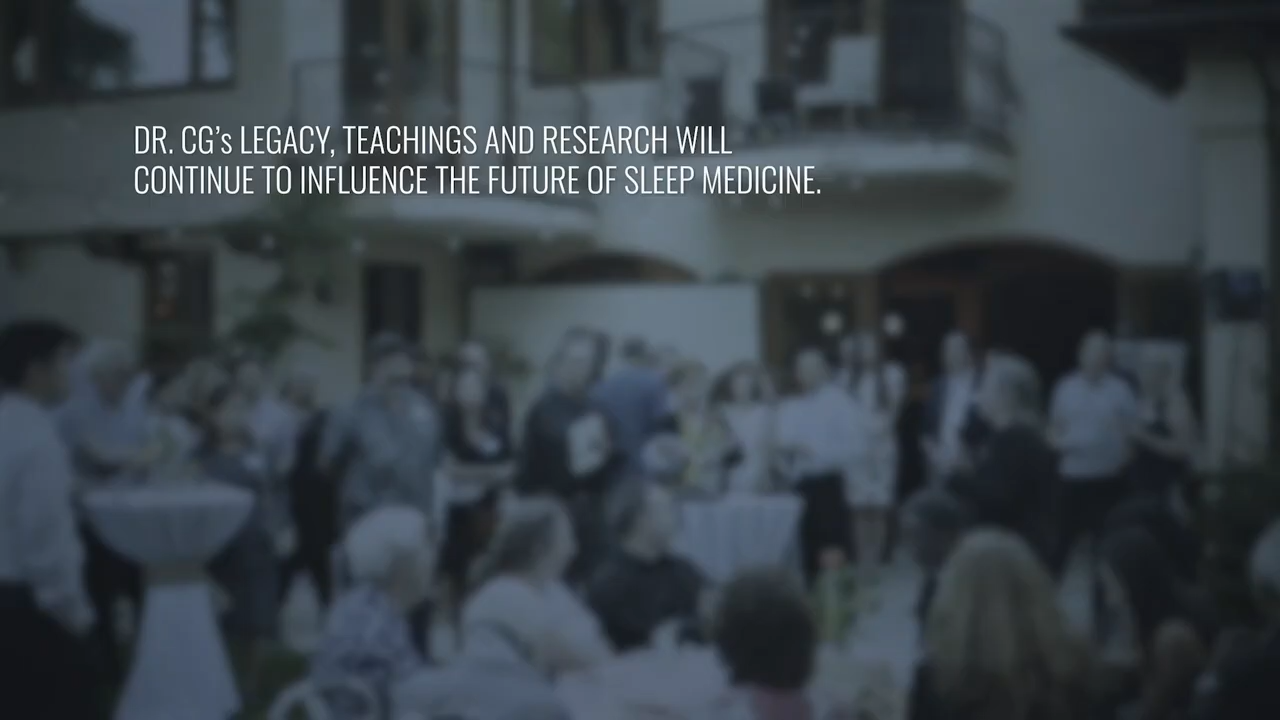 DR. CG’s LEGACY, TEACHINGS AND RESEARCH WILL
CONTINUE TO INFLUENCE THE FUTURE OF SLEEP MEDICINE.